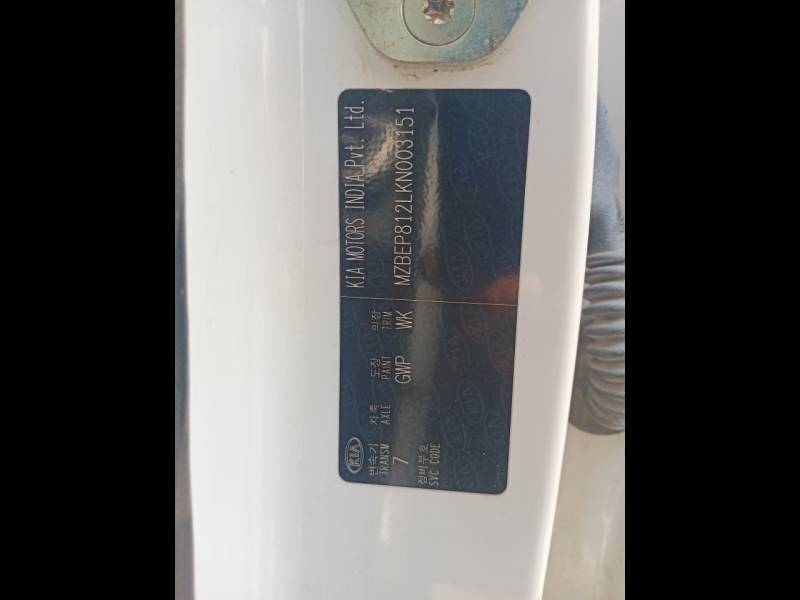 KIA KIA MOTORS INDIA Pvt. Ltd.
변속기 차축 도장 의장
TRANSM AXLE PAINT TRIM
7 GWP WK MZBEP812LKN003151
정비부호
SVC CODE